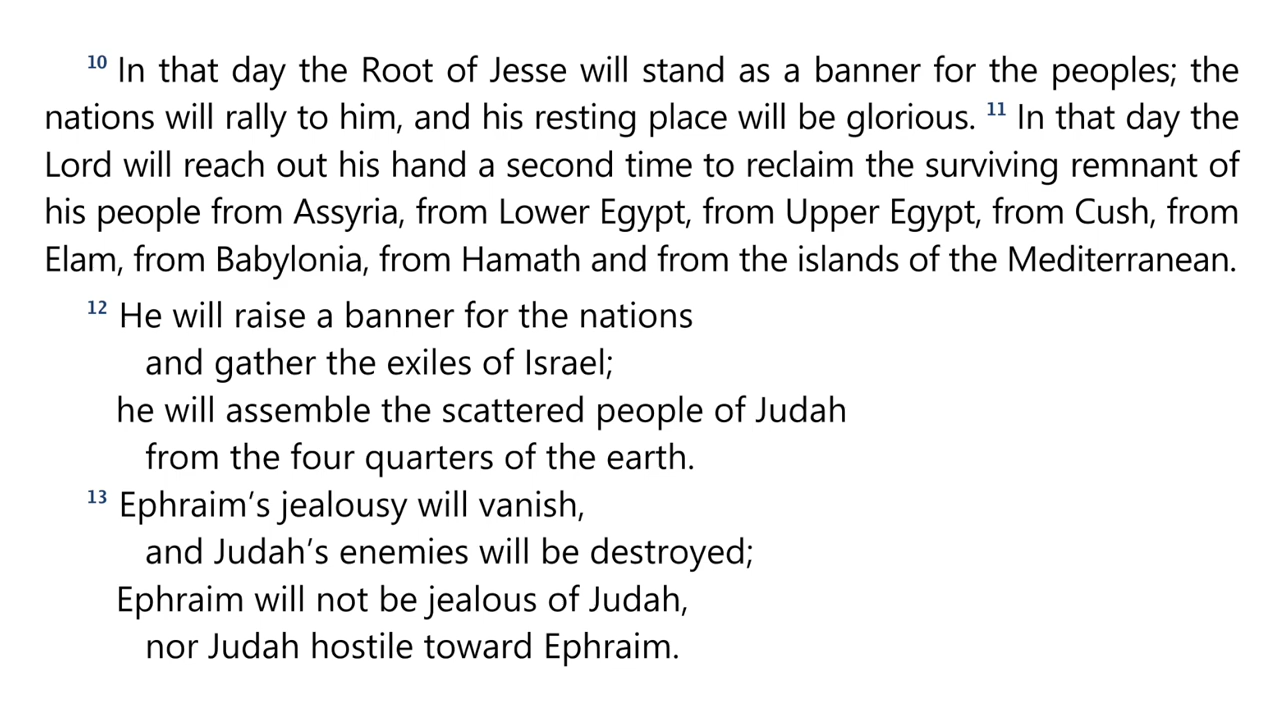 10 In that day the Root of Jesse will stand as a banner for the peoples; the
nations will rally to him, and his resting place will be glorious. 11 In that day the
Lord will reach out his hand a second time to reclaim the surviving remnant of
his people from Assyria, from Lower Egypt, from Upper Egypt, from Cush, from
Elam, from Babylonia, from Hamath and from the islands of the Mediterranean.
12 He will raise a banner for the nations
and gather the exiles of Israel;
he will assemble the scattered people of Judah
from the four quarters of the earth.
13 Ephraim’s jealousy will vanish,
and Judah’s enemies will be destroyed;
Ephraim will not be jealous of Judah,
nor Judah hostile toward Ephraim.